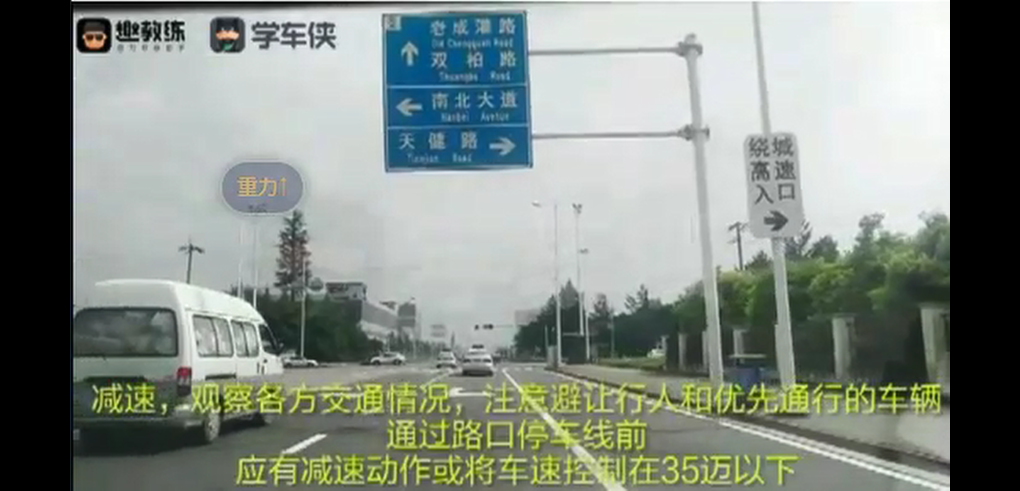 趣教练
学车侠
老成灌路
Old Chengguan Road
双柏路
Shuangbo Road
南北大道
Nanbei Avenue
天健路
Tianjian Road
绕城
高速
入口
重力↑
减速，观察各方交通情况，注意避让行人和优先通行的车辆
通过路口停车线前
应有减速动作或将车速控制在35迈以下